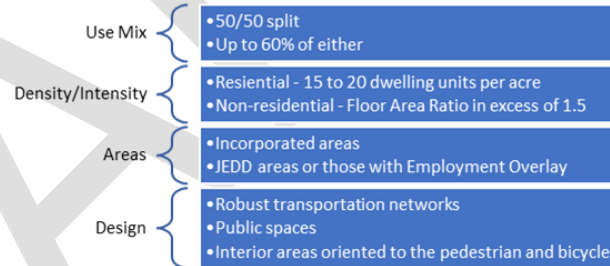 Use Mix
•50/50 split
•Up to 60% of either
Density/Intensity
•Resiential - 15 to 20 dwelling units per acre
•Non-residential - Floor Area Ratio in excess of 1.5
Areas
•Incorporated areas
•JEDD areas or those with Employment Overlay
Design
•Robust transportation networks
•Public spaces
•Interior areas oriented to the pedestrian and bicycle